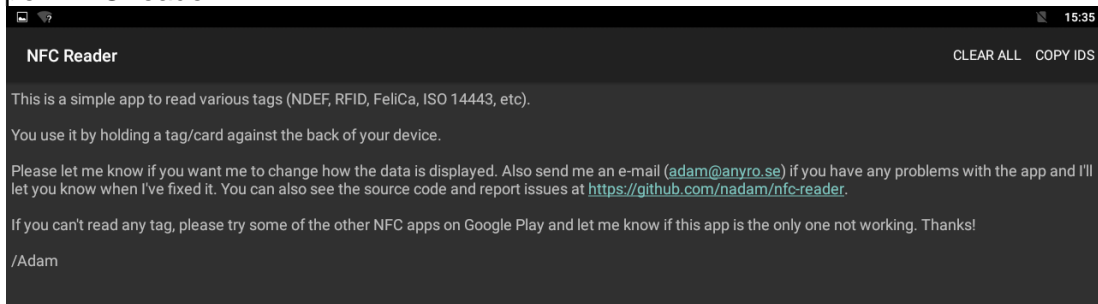 15:35
NFC Reader
CLEAR ALL COPY IDS
This is a simple app to read various tags (NDEF, RFID, FeliCa, ISO 14443, etc).
You use it by holding a tag/card against the back of your device.
Please let me know if you want me to change how the data is displayed. Also send me an e-mail (adam@anyro.se) if you have any problems with the app and I'll
let you know when I've fixed it. You can also see the source code and report issues at https://github.com/nadam/nfc-reader.
If you can't read any tag, please try some of the other NFC apps on Google Play and let me know if this app is the only one not working. Thanks!
/Adam